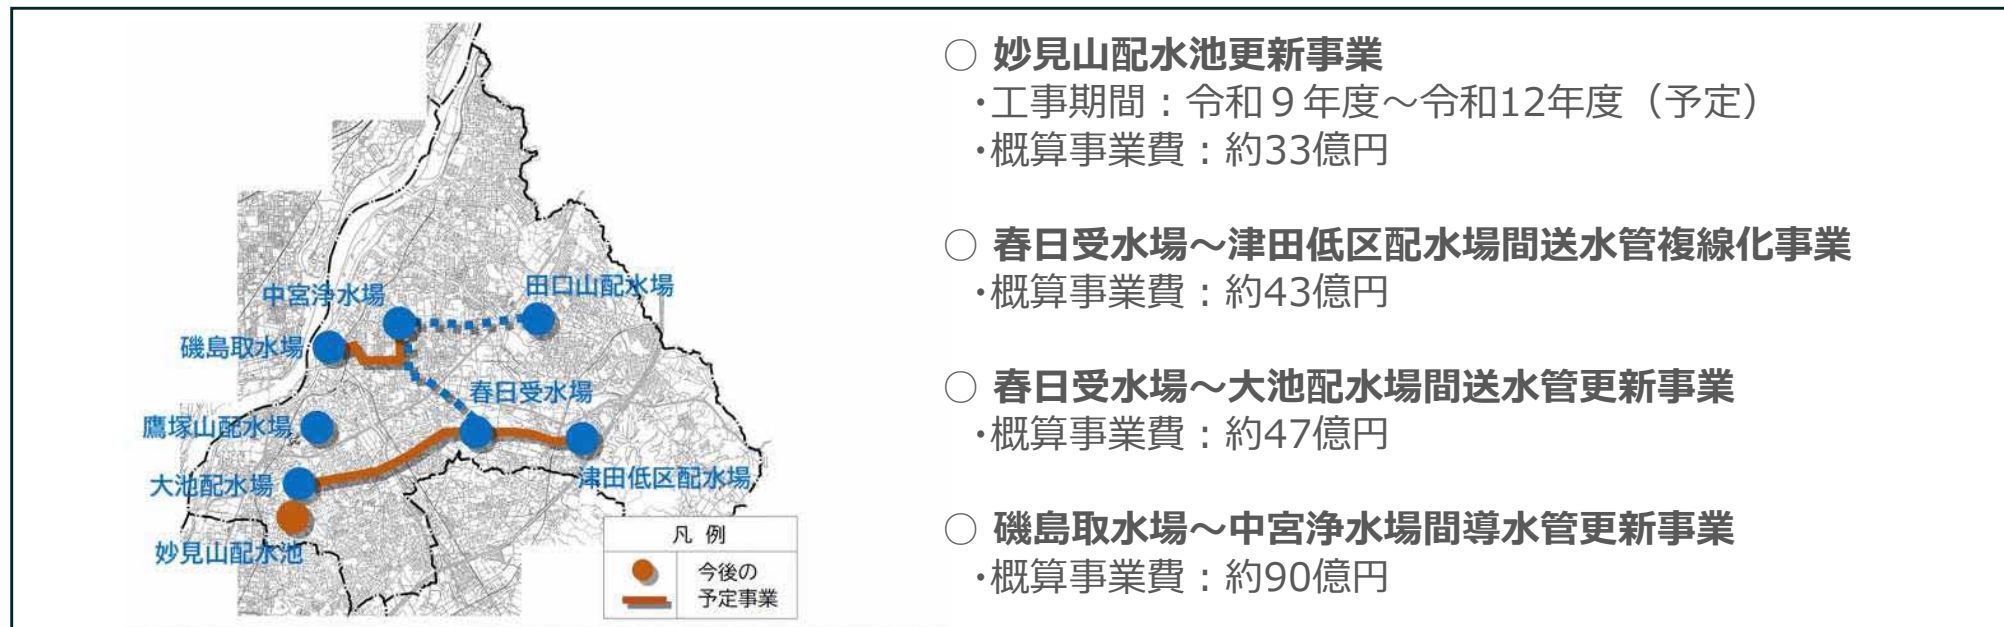 中宮浄水場
田口山配水場
磯島取水場
春日受水場
鷹塚山配水場
大池配水場
津田低区配水場
妙見山配水池
凡 例
今後の
予定事業
○ 妙見山配水池更新事業
・工事期間：令和９年度～令和12年度（予定）
・概算事業費：約33億円
○ 春日受水場～津田低区配水場間送水管複線化事業
・概算事業費：約43億円
○ 春日受水場～大池配水場間送水管更新事業
・概算事業費：約47億円
○ 磯島取水場～中宮浄水場間導水管更新事業
・概算事業費：約90億円